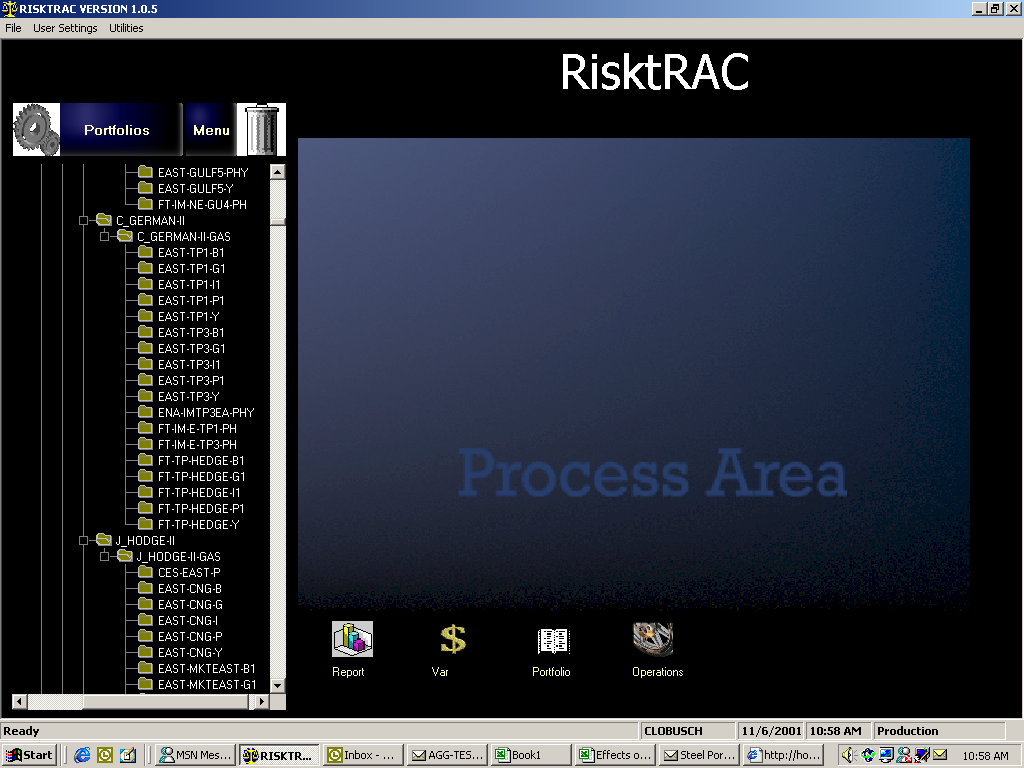 RISKTRAC VERSION 1.0.5
File User Settings Utilities
RisktRAC
Portfolios Menu
EAST-GULF5-PHY
EAST-GULF5-Y
FT-IM-NE-GU4-PH
C_GERMAN-II
C_GERMAN-II-GAS
EAST-TP1-B1
EAST-TP1-G1
EAST-TP1-I1
EAST-TP1-P1
EAST-TP1-Y
EAST-TP3-B1
EAST-TP3-G1
EAST-TP3-I1
EAST-TP3-P1
EAST-TP3-Y
ENA-IMTP3EA-PHY
FT-IM-E-TP1-PH
FT-IM-E-TP3-PH
FT-TP-HEDGE-B1
FT-TP-HEDGE-G1
FT-TP-HEDGE-I1
FT-TP-HEDGE-P1
FT-TP-HEDGE-Y
J_HODGE-II
J_HODGE-II-GAS
CES-EAST-P
EAST-CNG-B
EAST-CNG-G
EAST-CNG-I
EAST-CNG-P
EAST-CNG-Y
EAST-MKTEAST-B1
EAST-MKTEAST-G1
Process Area
Report Var Portfolio Operations
Ready CLOBUSCH 11/6/2001 10:58 AM Production
Start MSN Mes... RISKTR... Inbox - ... AGG-TES... Book1 Effects o... Steel Por... http://ho... 10:58 AM